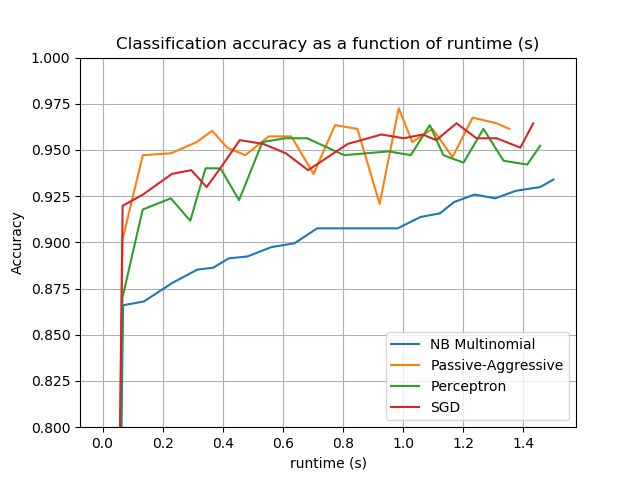 Classification accuracy as a function of runtime (s)
1.000
0.975
0.950
0.925
0.900
0.875
0.850
0.825
0.800
Accuracy
NB Multinomial
Passive-Aggressive
Perceptron
SGD
0.0 0.2 0.4 0.6 0.8 1.0 1.2 1.4
runtime (s)